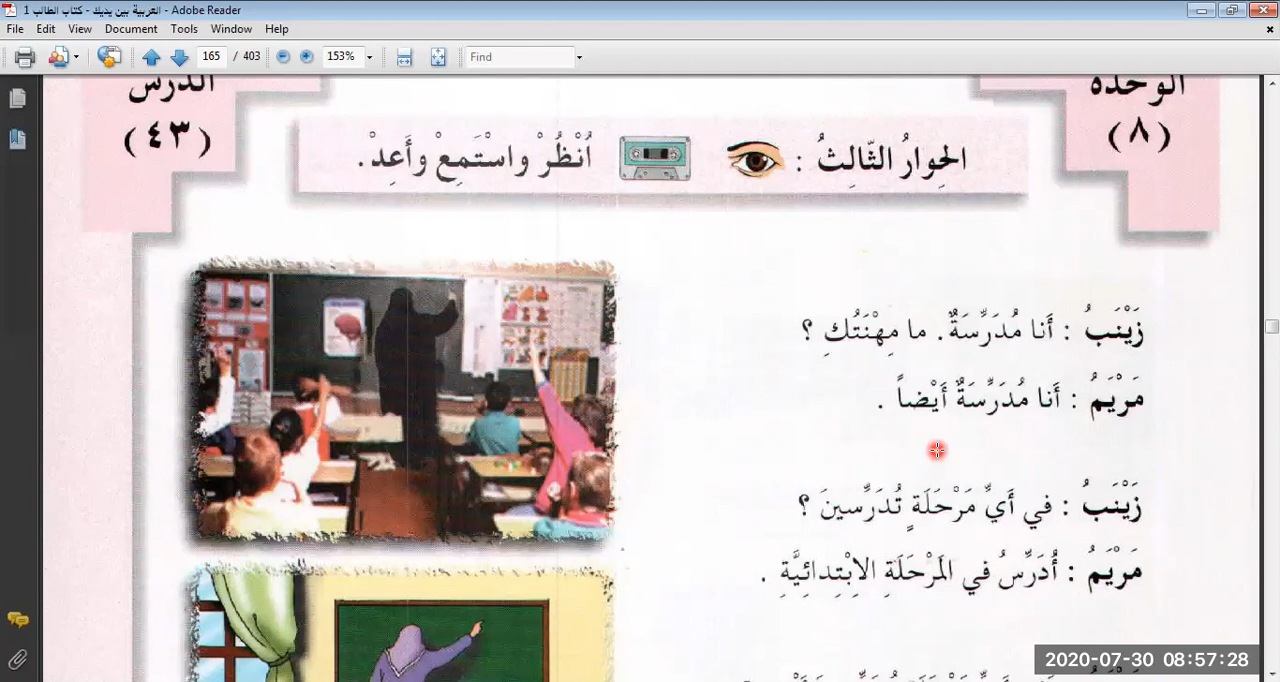 العربية بين يديك - كتاب الطالب 1 - Adobe Reader
File Edit View Document Tools Window Help
165 / 403 153% Find
الوحدة
(٨)
الدرس
(٤٣)
الحِوارُ الثّالِثُ : اُنْظُرْ واسْتَمِعْ وأَعِدْ.
زَيْنَبُ : أَنا مُدَرِّسَةٌ. ما مِهْنَتُكِ ؟
مَرْيَمُ : أَنا مُدَرِّسَةٌ أَيْضاً .
زَيْنَبُ : في أَيِّ مَرْحَلَةٍ تُدَرِّسينَ ؟
مَرْيَمُ : أُدَرِّسُ في المَرْحَلَةِ الاِبْتِدائِيَّةِ .
2020-07-30 08:57:28